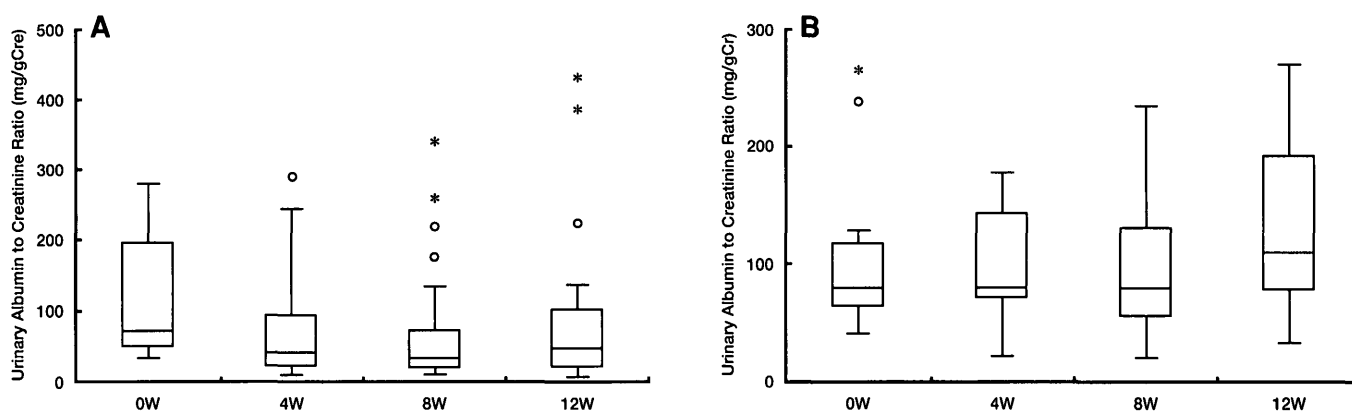 A
Urinary Albumin to Creatinine Ratio (mg/gCre)
500
400
300
200
100
0
0W 4W 8W 12W
B
Urinary Albumin to Creatinine Ratio (mg/gCr)
300
200
100
0
0W 4W 8W 12W